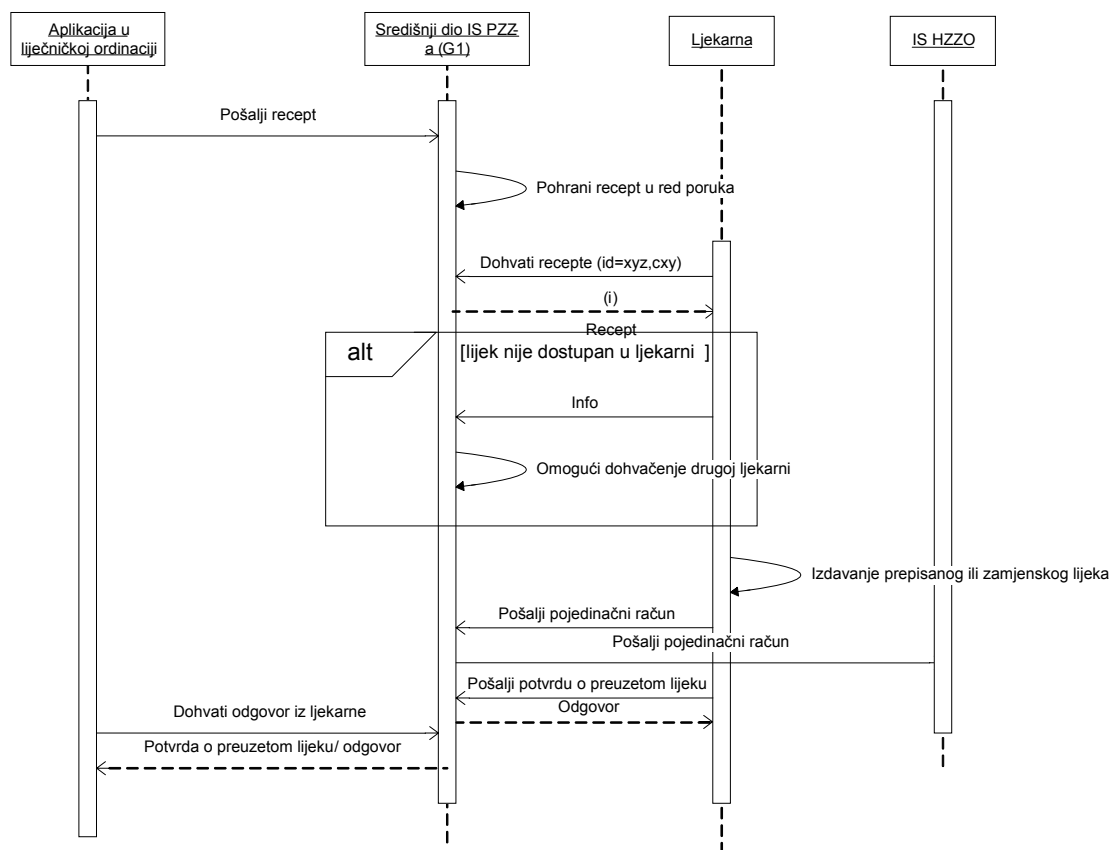 Aplikacija u
liječničkoj ordinaciji
Središnji dio IS PZZ-
a (G1)
Ljekarna
IS HZZO
Pošalji recept
Pohrani recept u red poruka
Dohvati recepte (id=xyz,cxy)
(i)
Recept
alt
[lijek nije dostupan u ljekarni ]
Info
Omogući dohvačenje drugoj ljekarni
Izdavanje prepisanog ili zamjenskog lijeka
Pošalji pojedinačni račun
Pošalji pojedinačni račun
Pošalji potvrdu o preuzetom lijeku
Odgovor
Dohvati odgovor iz ljekarne
Potvrda o preuzetom lijeku/ odgovor